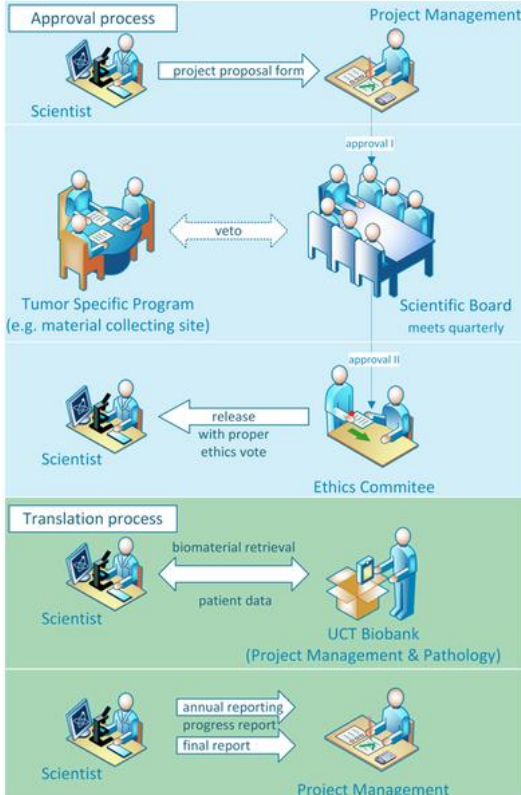 Approval process
Project Management
project proposal form
Scientist
approval I
veto
Tumor Specific Program
(e.g. material collecting site)
Scientific Board
meets quarterly
approval II
release
with proper
ethics vote
Scientist
Ethics Commitee
Translation process
biomaterial retrieval
patient data
Scientist
UCT Biobank
(Project Management & Pathology)
annual reporting
progress report
final report
Scientist
Project Management